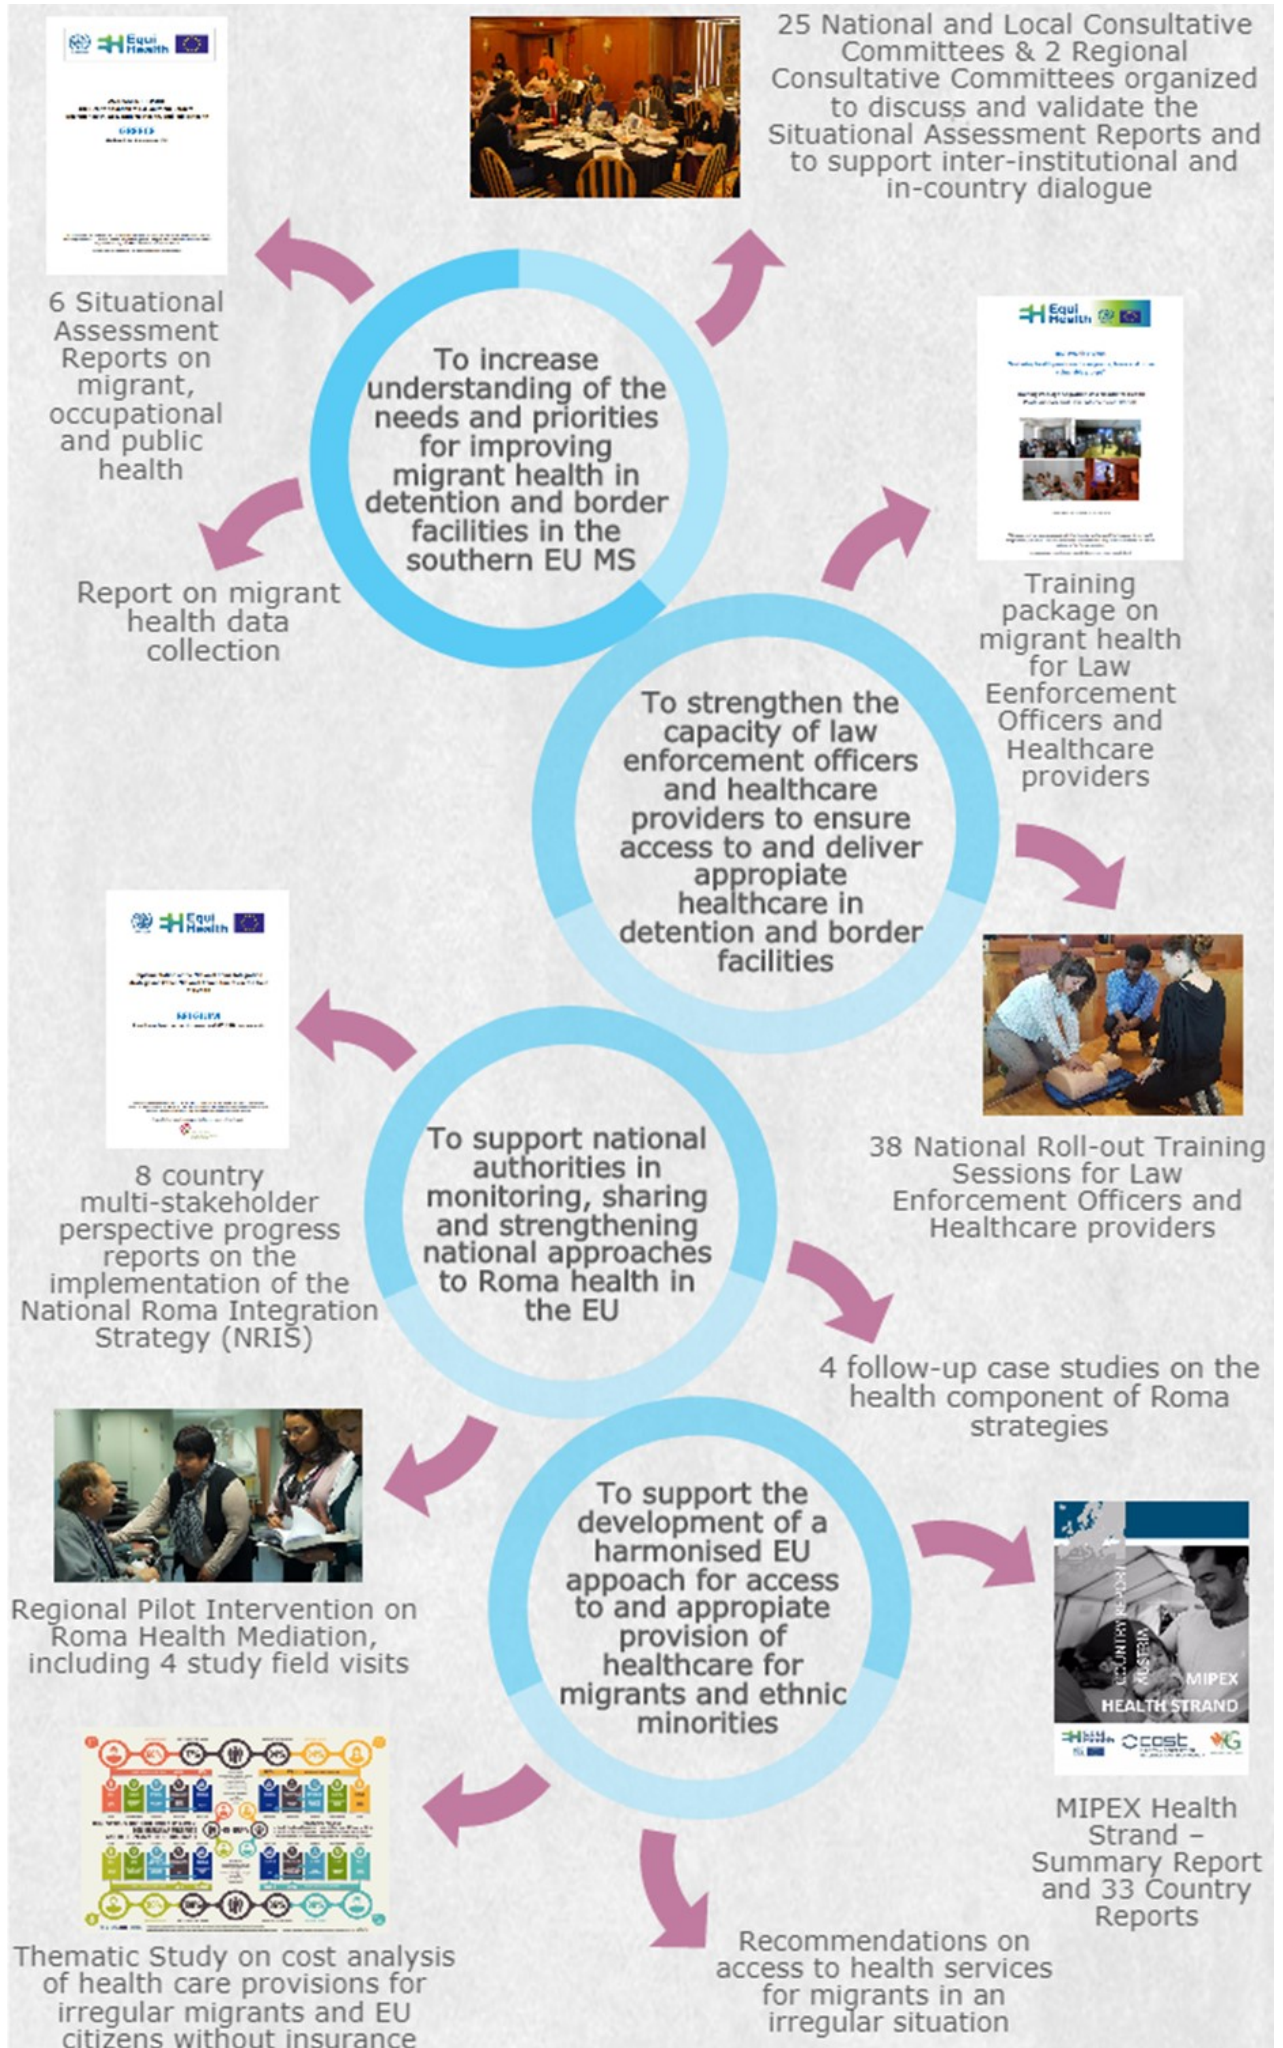 Equi
Health
GREECE
25 National and Local Consultative
Committees & 2 Regional
Consultative Committees organized
to discuss and validate the
Situational Assessment Reports and
to support inter-institutional and
in-country dialogue
6 Situational
Assessment
Reports on
migrant,
occupational
and public
health
To increase
understanding of the
needs and priorities
for improving
migrant health in
detention and border
facilities in the
southern EU MS
Equi
Health
Report on migrant
health data
collection
Training
package on
migrant health
for Law
Eenforcement
Officers and
Healthcare
providers
To strengthen the
capacity of law
enforcement officers
and healthcare
providers to ensure
access to and deliver
appropiate
healthcare in
detention and border
facilities
Equi
Health
BELGIUM
38 National Roll-out Training
Sessions for Law
Enforcement Officers and
Healthcare providers
8 country
multi-stakeholder
perspective progress
reports on the
implementation of the
National Roma Integration
Strategy (NRIS)
To support national
authorities in
monitoring, sharing
and strengthening
national approaches
to Roma health in
the EU
4 follow-up case studies on the
health component of Roma
strategies
Regional Pilot Intervention on
Roma Health Mediation,
including 4 study field visits
To support the
development of a
harmonised EU
appoach for access
to and appropiate
provision of
healthcare for
migrants and ethnic
minorities
COUNTRY REPORT
AUSTRIA
MIPEX
HEALTH STRAND
cost
MIPEX Health
Strand –
Summary Report
and 33 Country
Reports
Thematic Study on cost analysis
of health care provisions for
irregular migrants and EU
citizens without insurance
Recommendations on
access to health services
for migrants in an
irregular situation